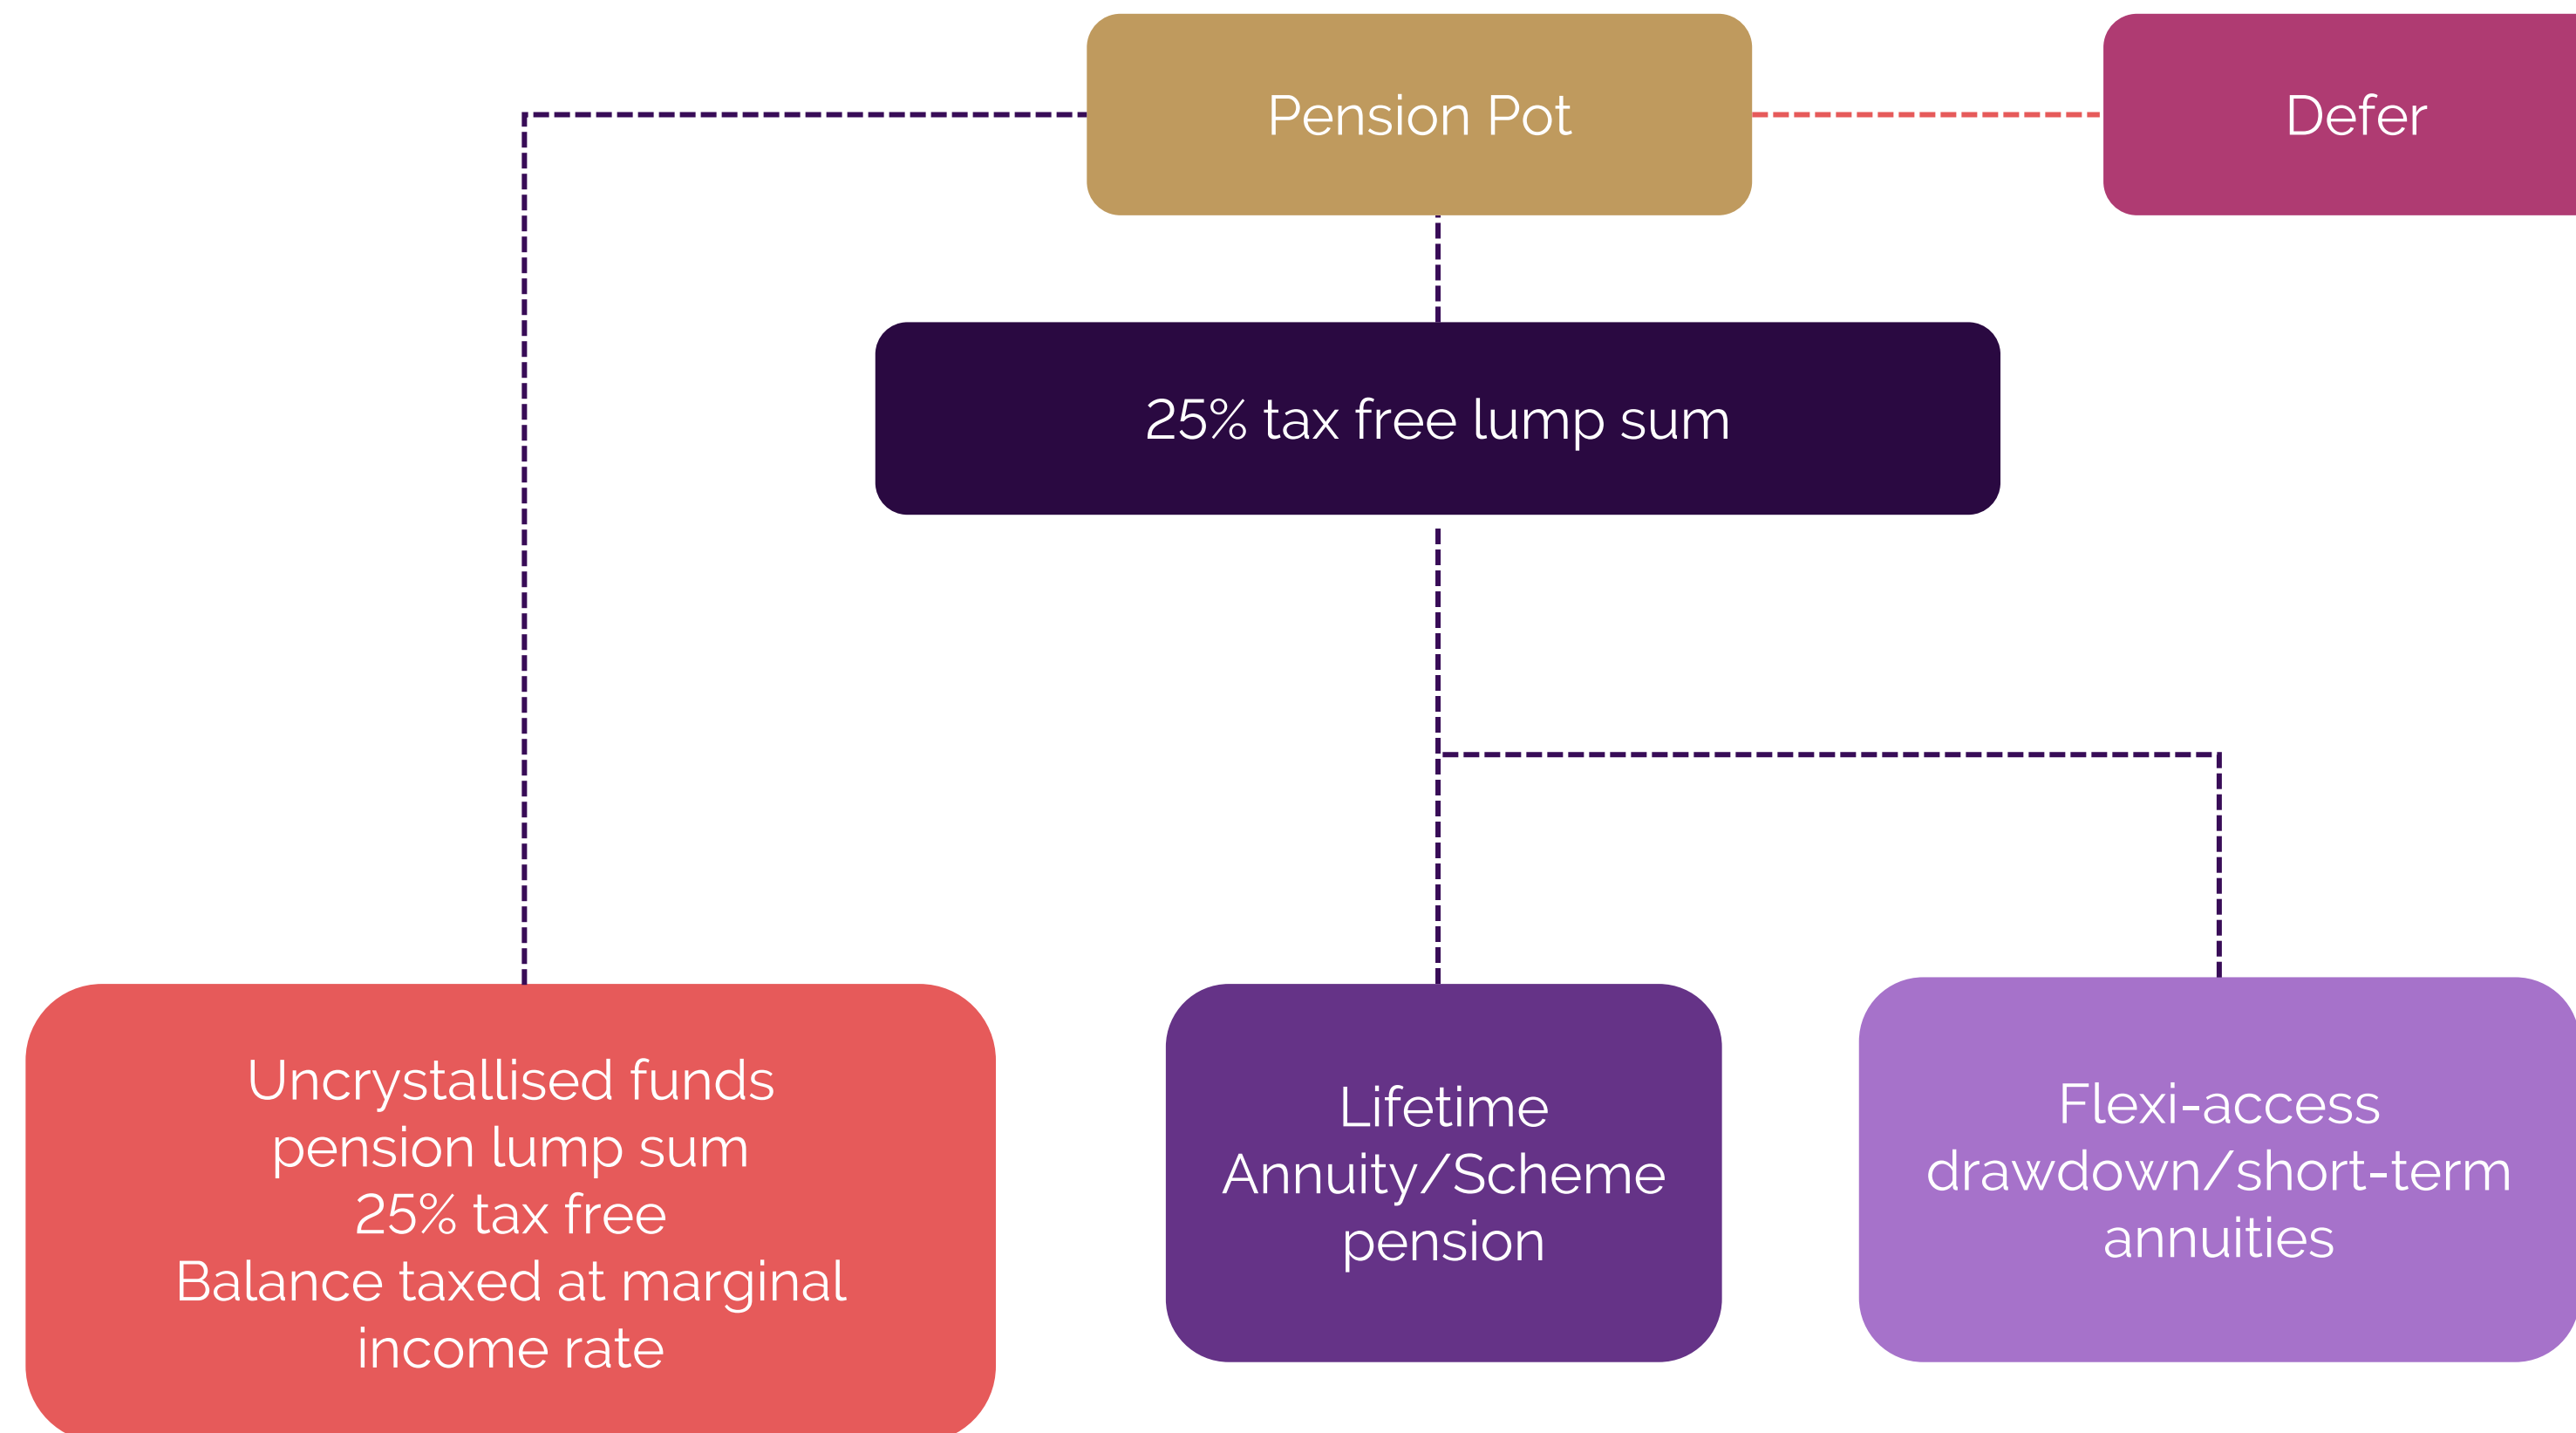 Pension Pot
Defer
25% tax free lump sum
Uncrystallised funds
pension lump sum
25% tax free
Balance taxed at marginal
income rate
Lifetime
Annuity/Scheme
pension
Flexi-access
drawdown/short-term
annuities